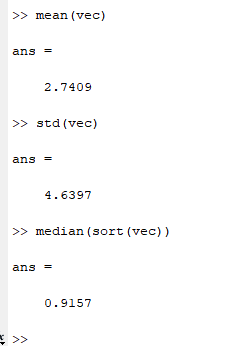 >> mean(vec)
ans =
2.7409
>> std(vec)
ans =
4.6397
>> median(sort(vec))
ans =
0.9157
>>